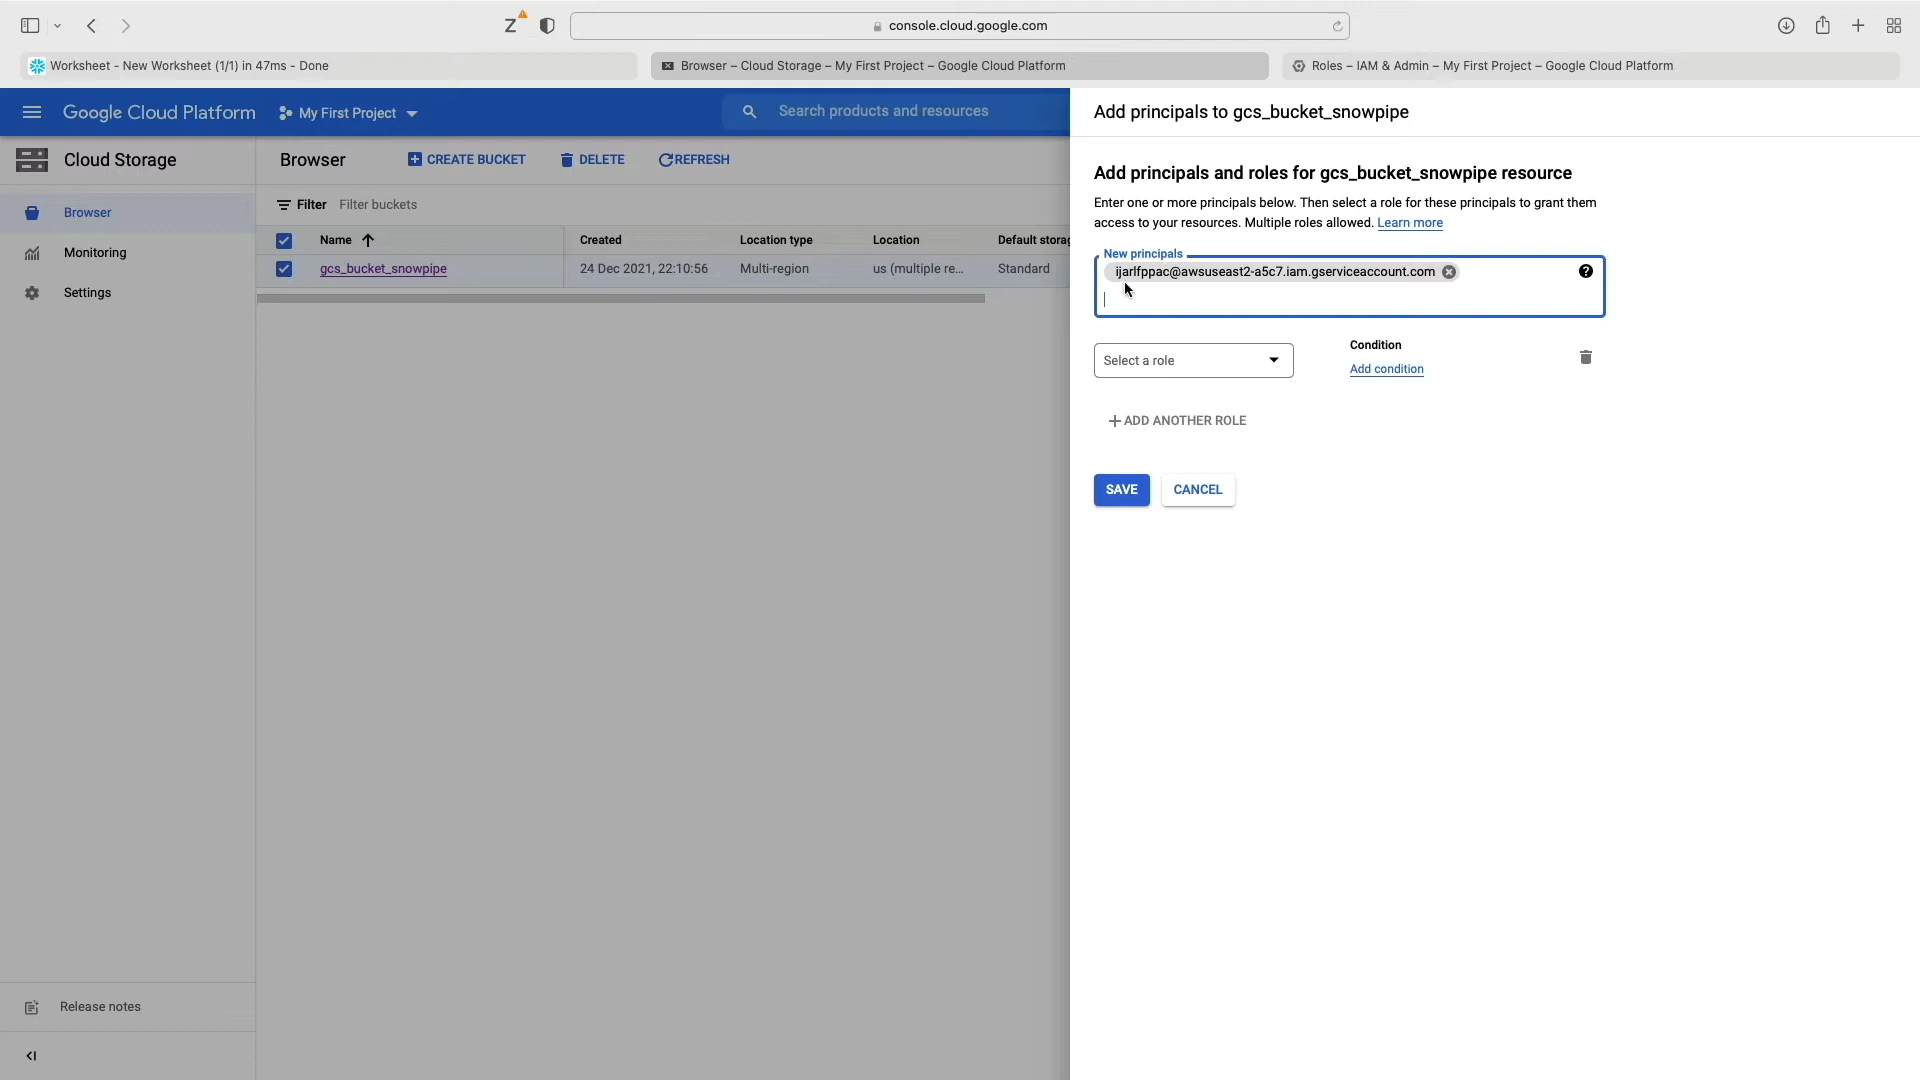 console.cloud.google.com
Worksheet - New Worksheet (1/1) in 47ms - Done
Browser – Cloud Storage – My First Project – Google Cloud Platform
Roles – IAM & Admin – My First Project – Google Cloud Platform
Google Cloud Platform
My First Project
Search products and resources
Cloud Storage
Browser
Monitoring
Settings
Release notes
Browser
CREATE BUCKET
DELETE
REFRESH
Filter
Filter buckets
Name
Created
Location type
Location
Default storag
gcs_bucket_snowpipe
24 Dec 2021, 22:10:56
Multi-region
us (multiple re...
Standard
Add principals to gcs_bucket_snowpipe
Add principals and roles for gcs_bucket_snowpipe resource
Enter one or more principals below. Then select a role for these principals to grant them
access to your resources. Multiple roles allowed. Learn more
New principals
ijarlfppac@awsuseast2-a5c7.iam.gserviceaccount.com
Select a role
Condition
Add condition
ADD ANOTHER ROLE
SAVE
CANCEL